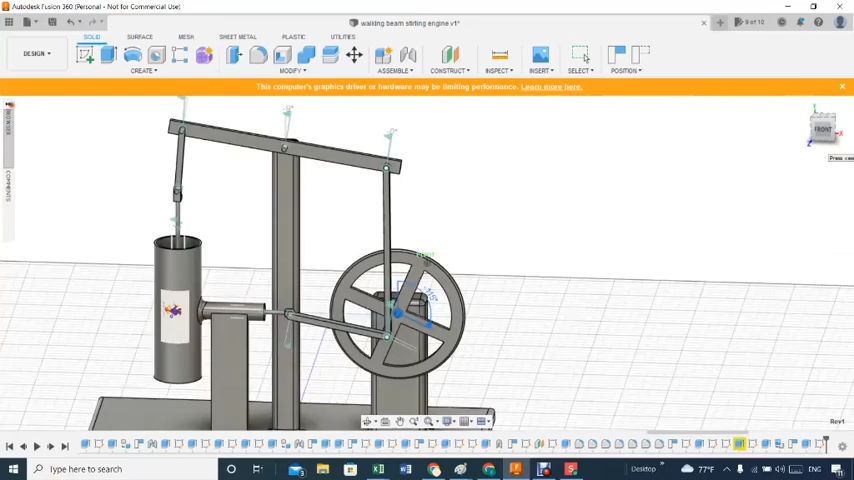 Autodesk Fusion 360 (Personal - Not for Commercial Use)
walking beam stirling engine v1*
9 of 10
SOLID SURFACE MESH SHEET METAL PLASTIC UTILITIES
DESIGN
CREATE MODIFY ASSEMBLE CONSTRUCT INSPECT INSERT SELECT POSITION
This computer's graphics driver or hardware may be limiting performance. Learn more here.
BROWSER
COMMENTS
FRONT
Y
X
Z
Rev1
Type here to search
Desktop
77°F
ENG